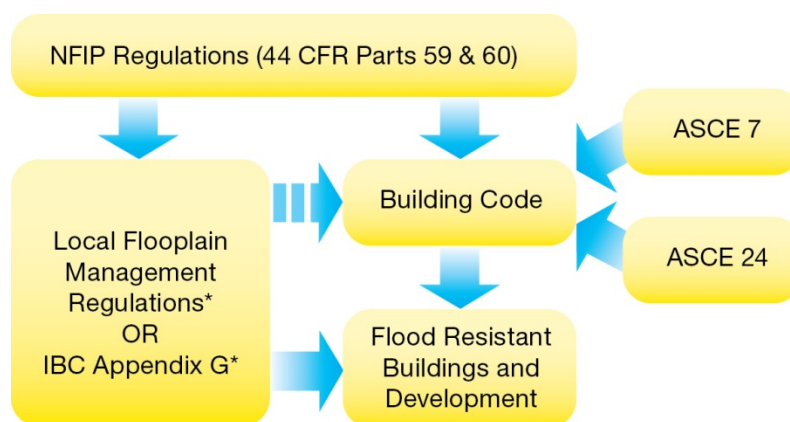 NFIP Regulations (44 CFR Parts 59 & 60)
ASCE 7
Building Code
Local Flooplain
Management
Regulations*
OR
IBC Appendix G*
ASCE 24
Flood Resistant
Buildings and
Development